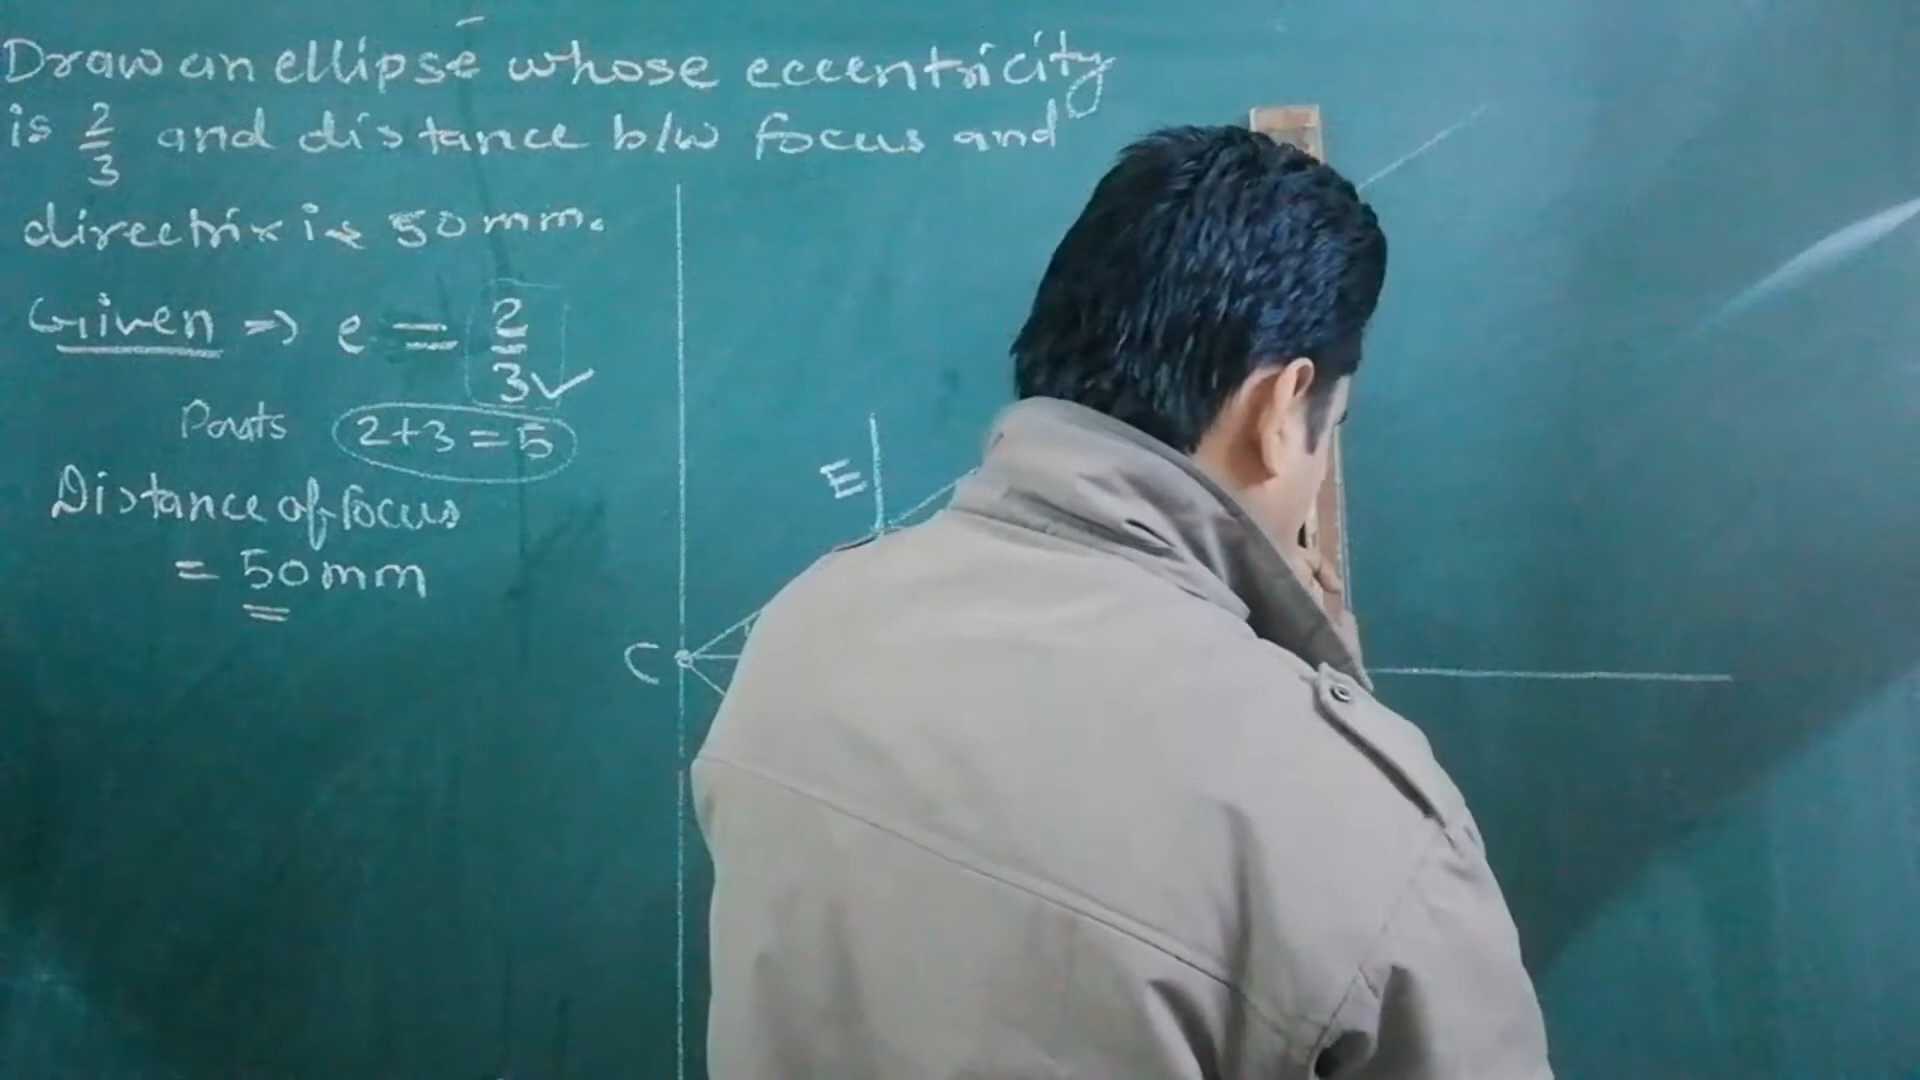 Draw an ellipse whose eccentricity
is 2/3 and distance b/w focus and
directrix is 50mm.
Given => e = 2/3 ✓
Parts 2+3=5
Distance of focus
= 50mm
E
C